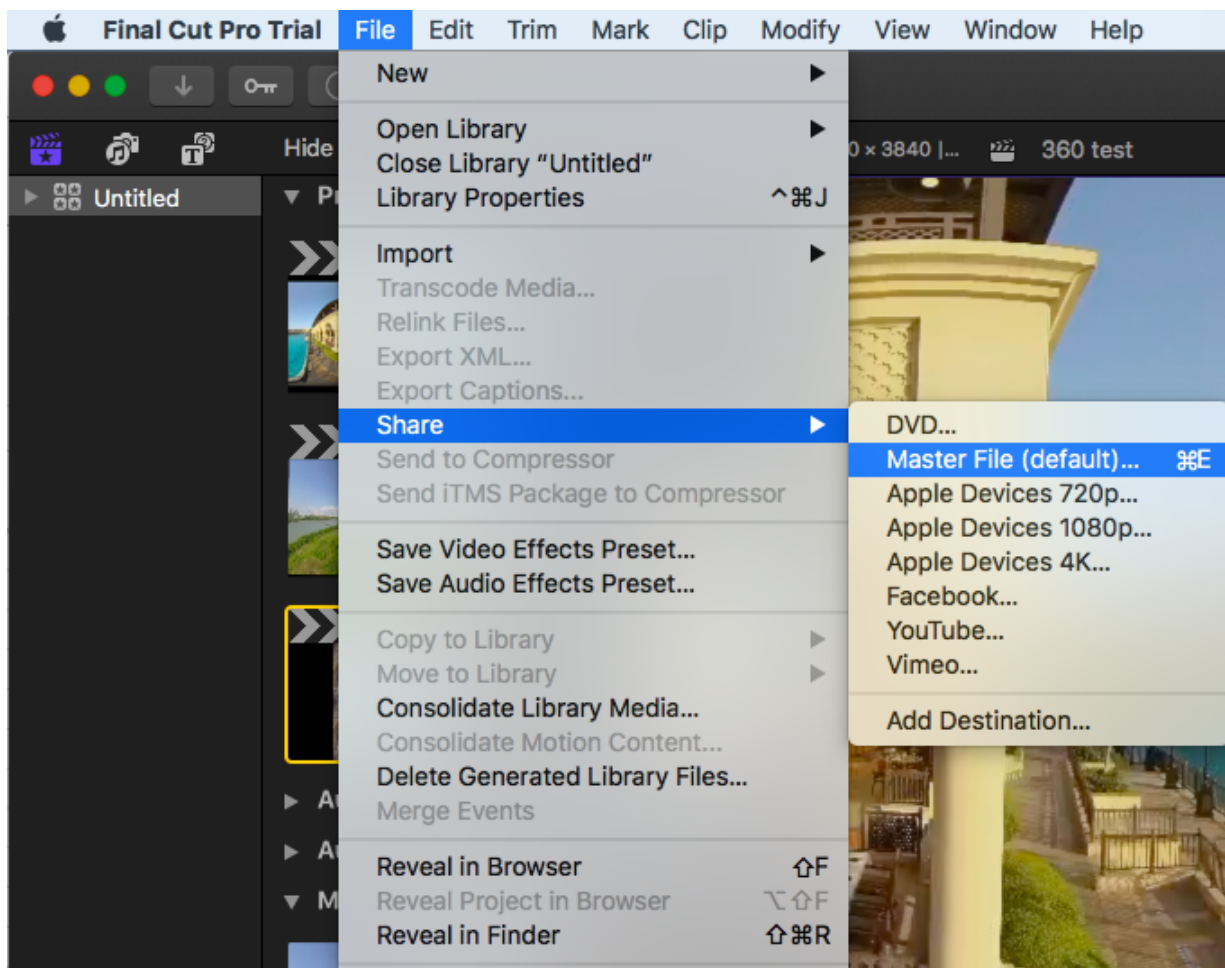 Final Cut Pro Trial File Edit Trim Mark Clip Modify View Window Help
New
Hide
Open Library
Close Library “Untitled”
Library Properties ^⌘J
0 × 3840 |... 360 test
Untitled
Import
Transcode Media...
Relink Files...
Export XML...
Export Captions...
Share
Send to Compressor
Send iTMS Package to Compressor
DVD...
Master File (default)... ⌘E
Apple Devices 720p...
Apple Devices 1080p...
Apple Devices 4K...
Facebook...
YouTube...
Vimeo...
Add Destination...
Save Video Effects Preset...
Save Audio Effects Preset...
Copy to Library
Move to Library
Consolidate Library Media...
Consolidate Motion Content...
Delete Generated Library Files...
Merge Events
Reveal in Browser ⇧F
Reveal Project in Browser ⌥⇧F
Reveal in Finder ⇧⌘R